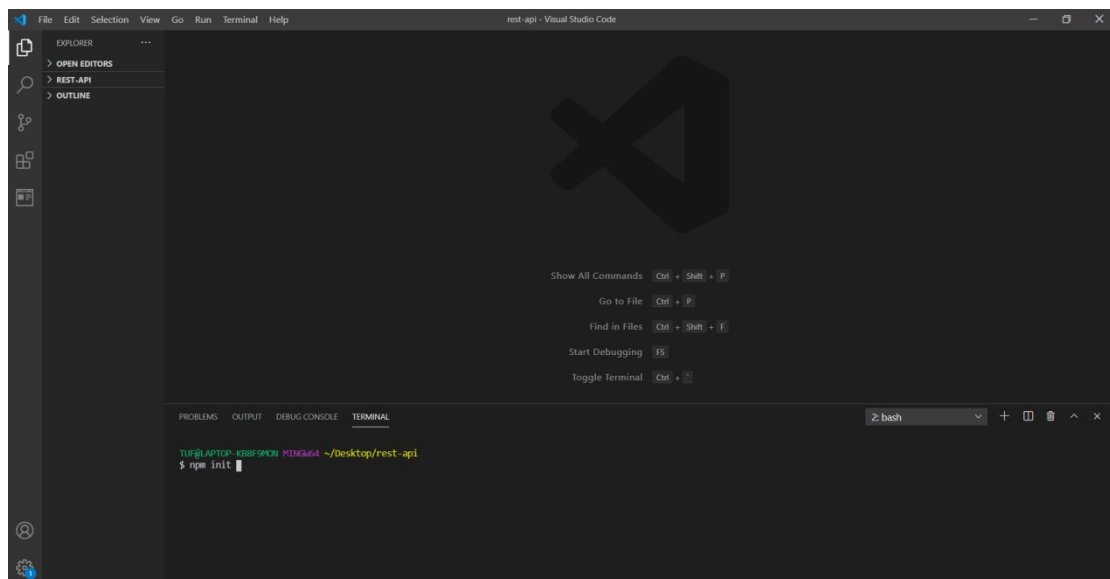 File Edit Selection View Go Run Terminal Help
rest-api - Visual Studio Code
EXPLORER ...
> OPEN EDITORS
> REST-API
> OUTLINE
Show All Commands Ctrl + Shift + P
Go to File Ctrl + P
Find in Files Ctrl + Shift + F
Start Debugging F5
Toggle Terminal Ctrl + `
PROBLEMS OUTPUT DEBUG CONSOLE TERMINAL
2: bash
TUF@LAPTOP-KB8F9MON MINGW64 ~/Desktop/rest-api
$ npm init
1